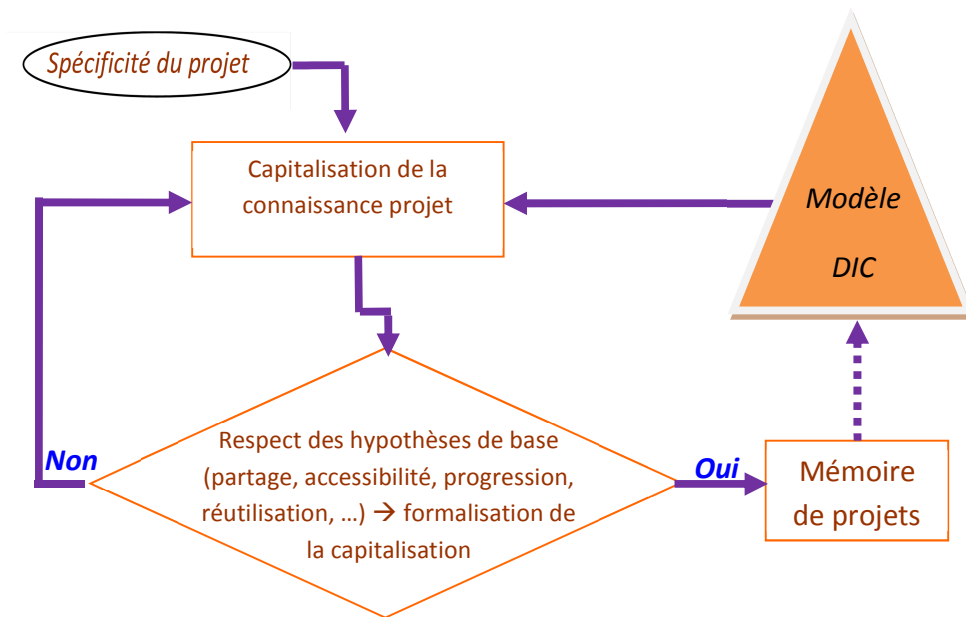 Spécificité du projet
Capitalisation de la
connaissance projet
Modèle
DIC
Respect des hypothèses de base
(partage, accessibilité, progression,
réutilisation, …) → formalisation de
la capitalisation
Non
Oui
Mémoire
de projets